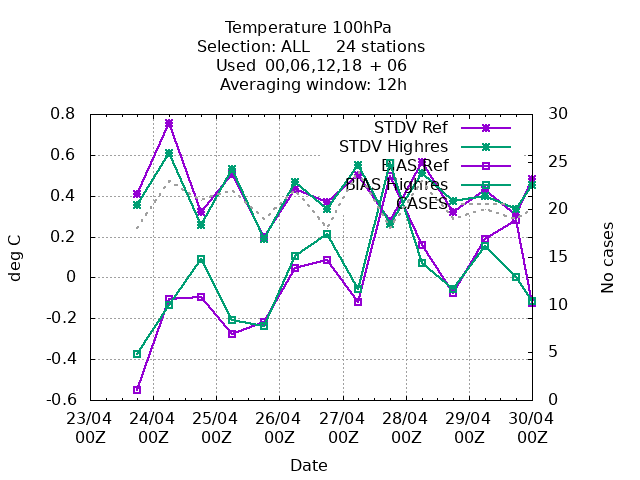 Temperature 100hPa
Selection: ALL 24 stations
Used 00,06,12,18 + 06
Averaging window: 12h
STDV Ref
STDV Highres
BIAS Ref
BIAS Highres
CASES
0.8
0.6
0.4
0.2
0
-0.2
-0.4
-0.6
deg C
30
25
20
15
10
5
0
No cases
23/04 24/04 25/04 26/04 27/04 28/04 29/04 30/04
00Z 00Z 00Z 00Z 00Z 00Z 00Z 00Z
Date